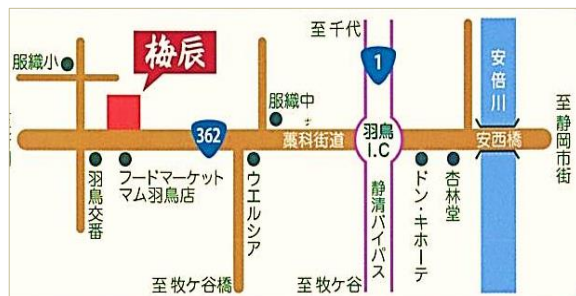 至千代
梅辰
服織小
1
安倍川
服織中
362
藁科街道
羽鳥
I.C
安西橋
至静岡市街
羽鳥交番
フードマーケット
マム羽鳥店
ウエルシア
静清バイパス
ドン・キホーテ
杏林堂
至牧ケ谷橋
至牧ケ谷